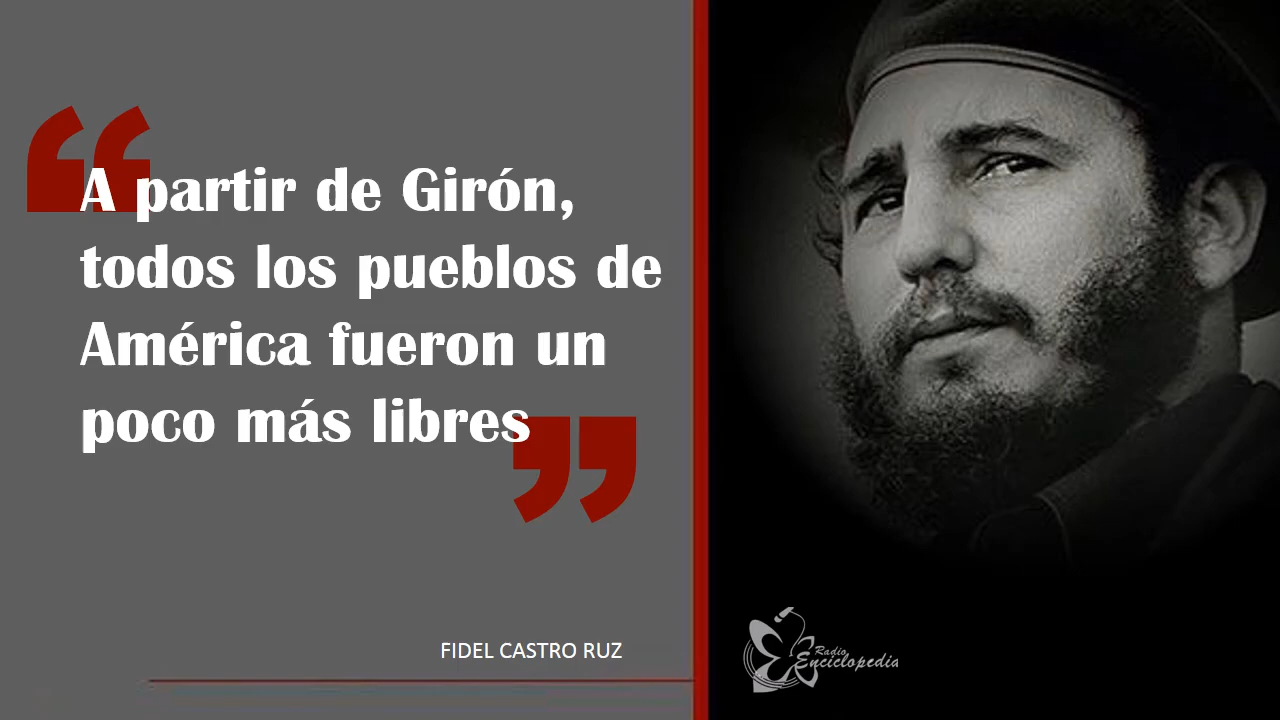 “
A partir de Girón,
todos los pueblos de
América fueron un
poco más libres
”
FIDEL CASTRO RUZ
Radio
Enciclopedia